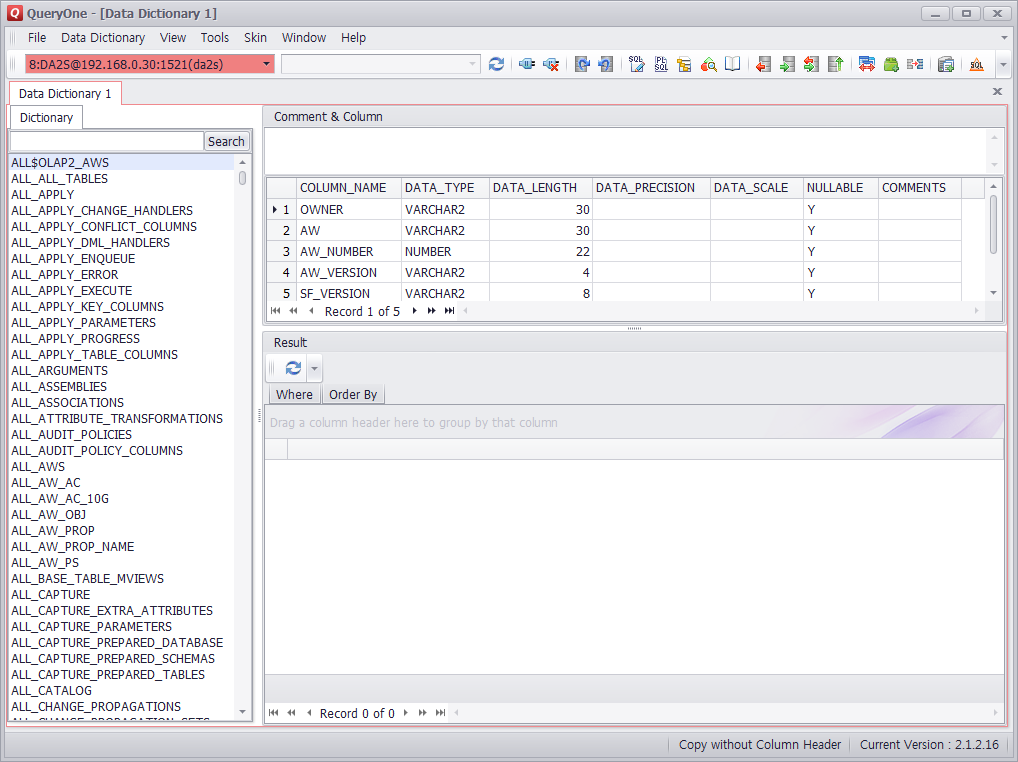 QueryOne - [Data Dictionary 1]
File Data Dictionary View Tools Skin Window Help
8:DA2S@192.168.0.30:1521(da2s)
SQL PL SQL SQL
Data Dictionary 1
Dictionary
Search
ALL$OLAP2_AWS
ALL_ALL_TABLES
ALL_APPLY
ALL_APPLY_CHANGE_HANDLERS
ALL_APPLY_CONFLICT_COLUMNS
ALL_APPLY_DML_HANDLERS
ALL_APPLY_ENQUEUE
ALL_APPLY_ERROR
ALL_APPLY_EXECUTE
ALL_APPLY_KEY_COLUMNS
ALL_APPLY_PARAMETERS
ALL_APPLY_PROGRESS
ALL_APPLY_TABLE_COLUMNS
ALL_ARGUMENTS
ALL_ASSEMBLIES
ALL_ASSOCIATIONS
ALL_ATTRIBUTE_TRANSFORMATIONS
ALL_AUDIT_POLICIES
ALL_AUDIT_POLICY_COLUMNS
ALL_AWS
ALL_AW_AC
ALL_AW_AC_10G
ALL_AW_OBJ
ALL_AW_PROP
ALL_AW_PROP_NAME
ALL_AW_PS
ALL_BASE_TABLE_MVIEWS
ALL_CAPTURE
ALL_CAPTURE_EXTRA_ATTRIBUTES
ALL_CAPTURE_PARAMETERS
ALL_CAPTURE_PREPARED_DATABASE
ALL_CAPTURE_PREPARED_SCHEMAS
ALL_CAPTURE_PREPARED_TABLES
ALL_CATALOG
ALL_CHANGE_PROPAGATIONS
ALL_CHANGE_PROPAGATION_SETS
Comment & Column
COLUMN_NAME DATA_TYPE DATA_LENGTH DATA_PRECISION DATA_SCALE NULLABLE COMMENTS
1 OWNER VARCHAR2 30 Y
2 AW VARCHAR2 30 Y
3 AW_NUMBER NUMBER 22 Y
4 AW_VERSION VARCHAR2 4 Y
5 SF_VERSION VARCHAR2 8 Y
Record 1 of 5
Result
Where Order By
Drag a column header here to group by that column
Record 0 of 0
Copy without Column Header Current Version : 2.1.2.16